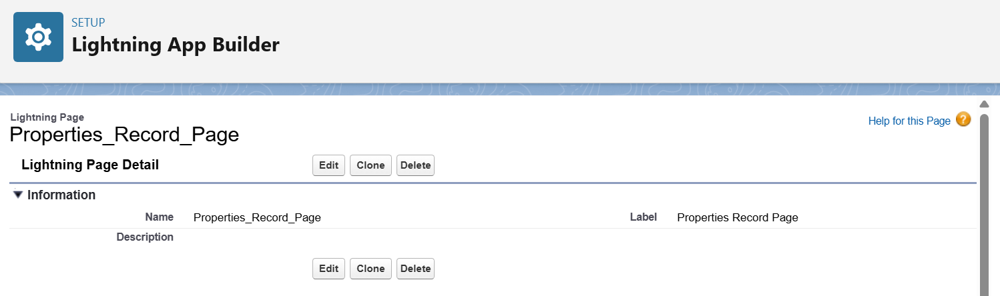 SETUP
Lightning App Builder
Lightning Page
Properties_Record_Page
Help for this Page ?
Lightning Page Detail Edit Clone Delete
Information
Name Properties_Record_Page Label Properties Record Page
Description
Edit Clone Delete